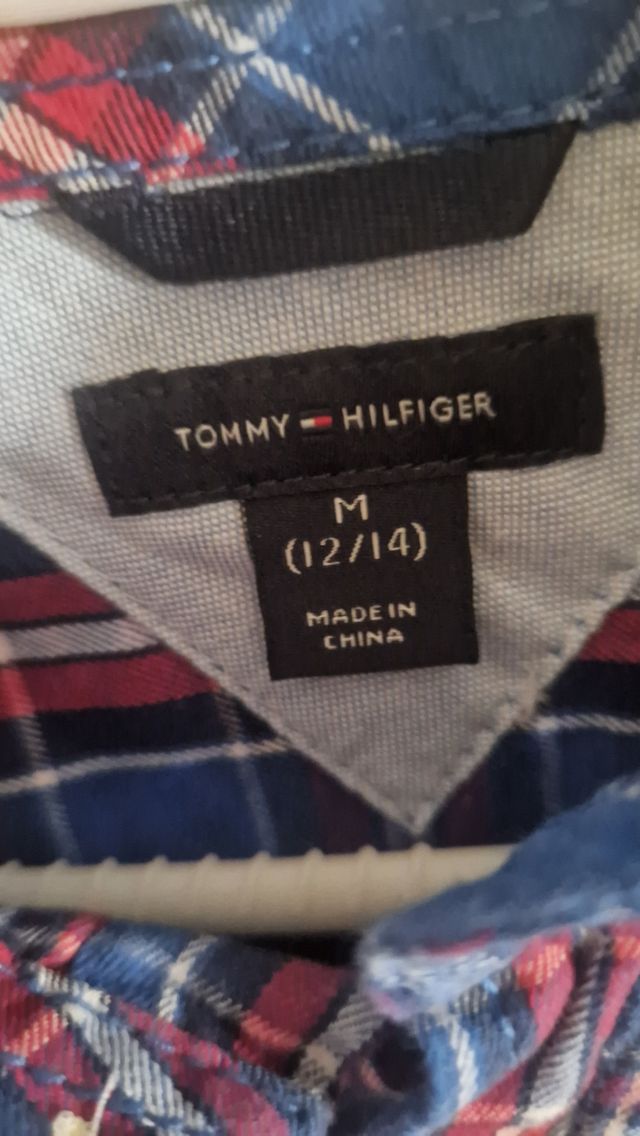 TOMMY HILFIGER
M
(12/14)
MADE IN
CHINA